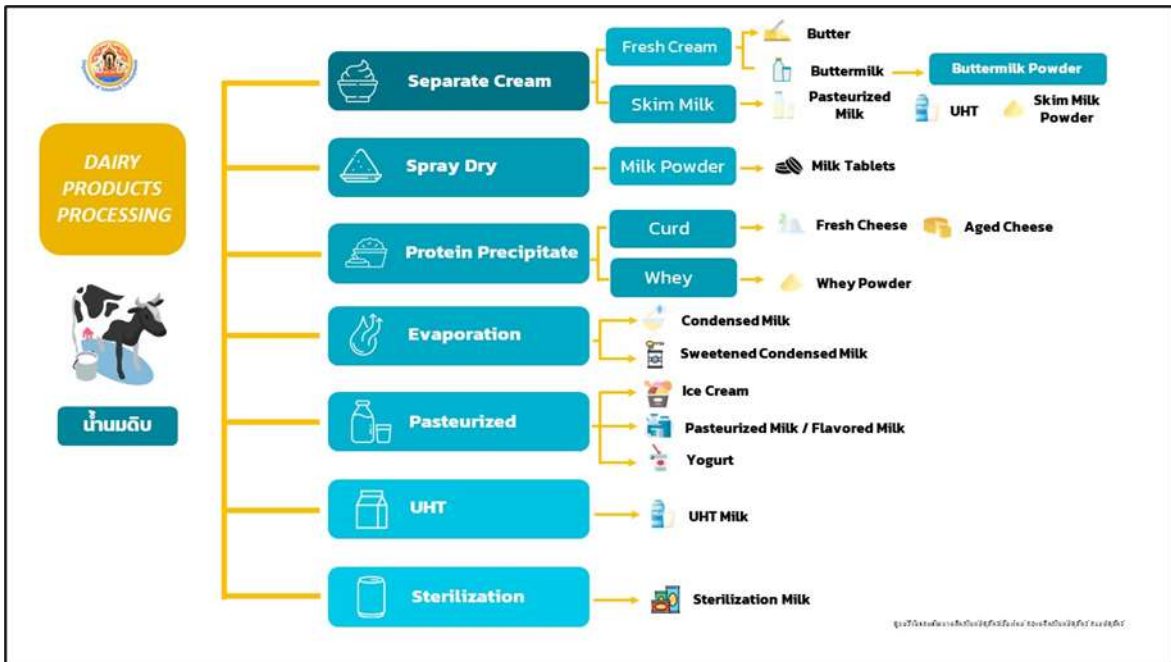 DAIRY
PRODUCTS
PROCESSING
น้ำนมดิบ
Separate Cream
Fresh Cream
Butter
Buttermilk
Buttermilk Powder
Skim Milk
Pasteurized
Milk
UHT
Skim Milk
Powder
Spray Dry
Milk Powder
Milk Tablets
Protein Precipitate
Curd
Fresh Cheese
Aged Cheese
Whey
Whey Powder
Evaporation
Condensed Milk
Sweetened Condensed Milk
Pasteurized
Ice Cream
Pasteurized Milk / Flavored Milk
Yogurt
UHT
UHT Milk
Sterilization
Sterilization Milk